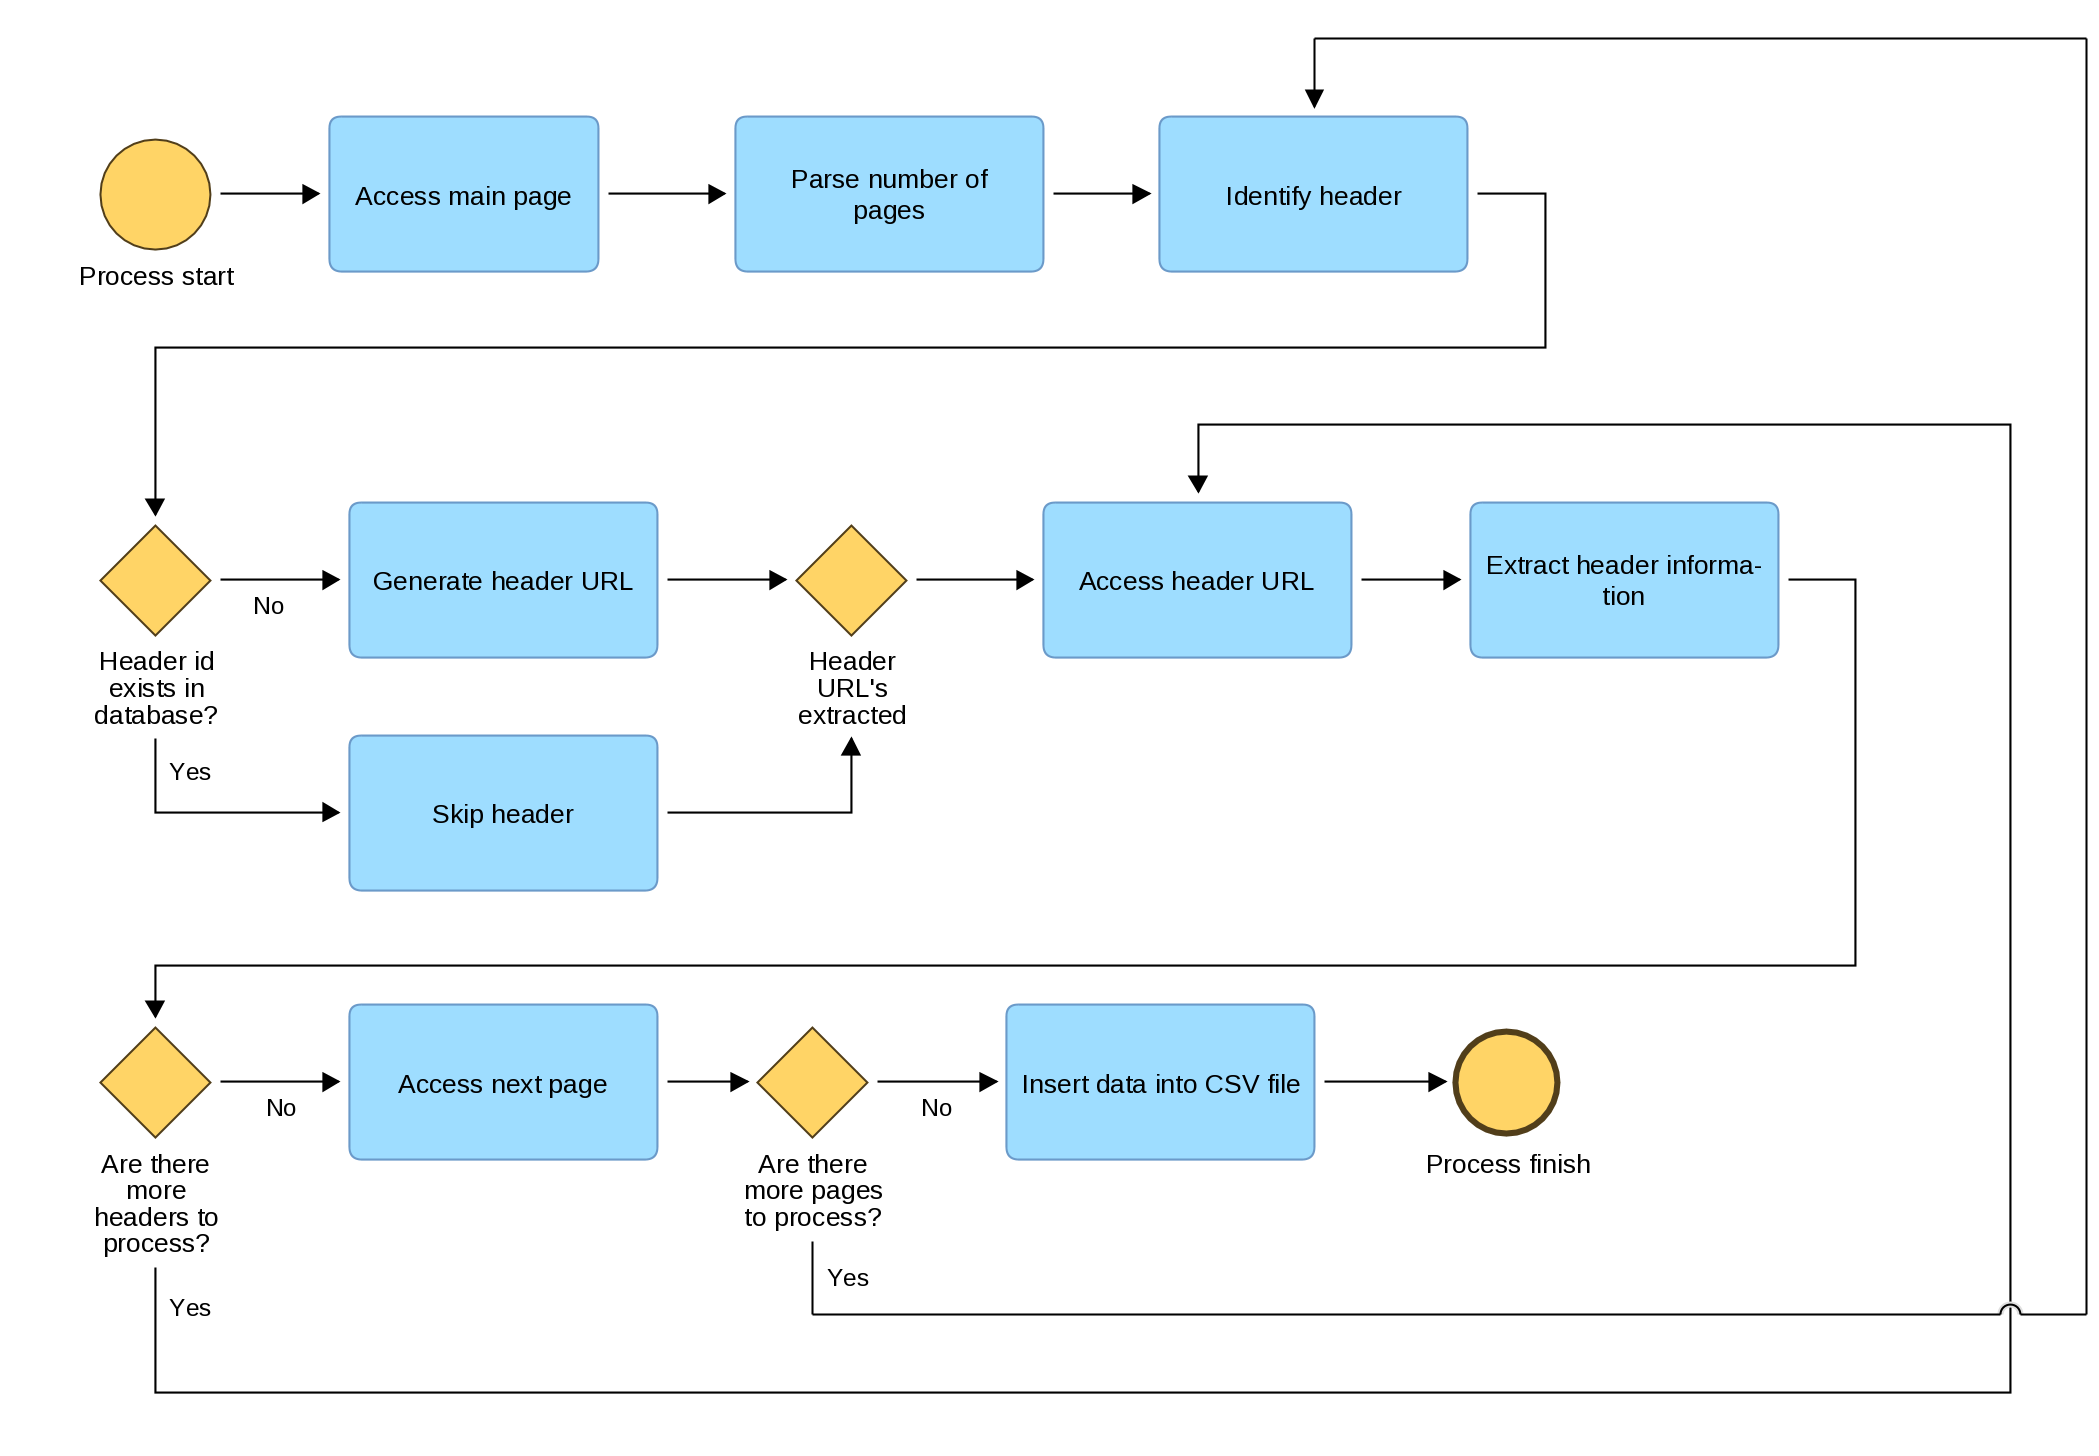 Access main page
Parse number of
pages
Identify header
Process start
Generate header URL
Access header URL
Extract header informa-
tion
No
Header id
exists in
database?
Header
URL's
extracted
Yes
Skip header
Access next page
Insert data into CSV file
No
No
Are there
more
headers to
process?
Are there
more pages
to process?
Process finish
Yes
Yes